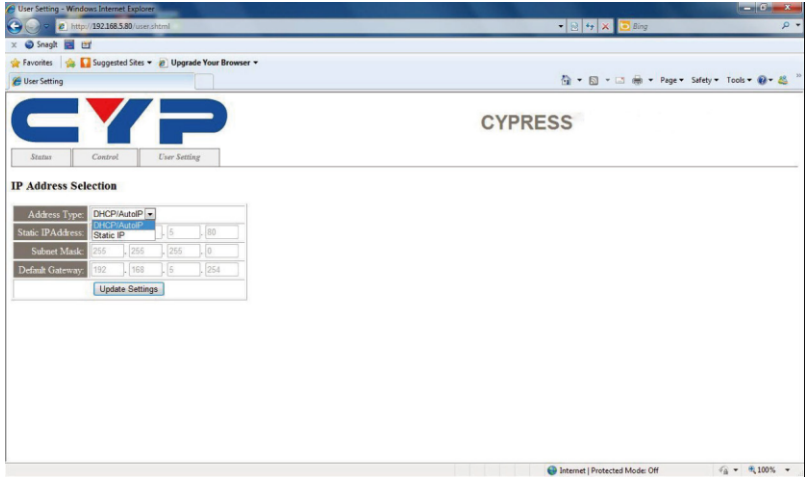 User Setting - Windows Internet Explorer
http://192.168.5.80/user.shtml
Bing
x Snagit
Favorites Suggested Sites Upgrade Your Browser
User Setting
Page Safety Tools
CYP
CYPRESS
Status Control User Setting
IP Address Selection
Address Type: DHCP/AutoIP
DHCP/AutoIP
Static IP
Static IPAddress: . 5 . 80
Subnet Mask: 255 . 255 . 255 . 0
Default Gateway: 192 . 168 . 5 . 254
Update Settings
Internet | Protected Mode: Off 100%